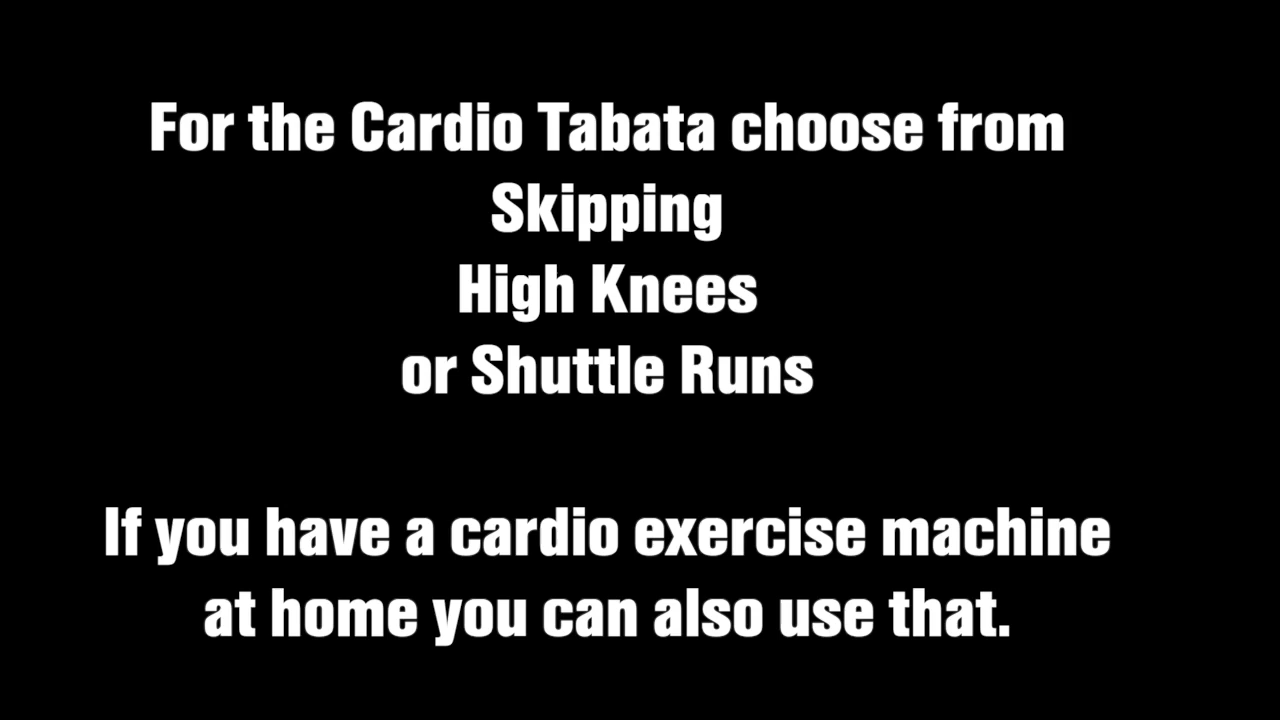 For the Cardio Tabata choose from
Skipping
High Knees
or Shuttle Runs
If you have a cardio exercise machine
at home you can also use that.